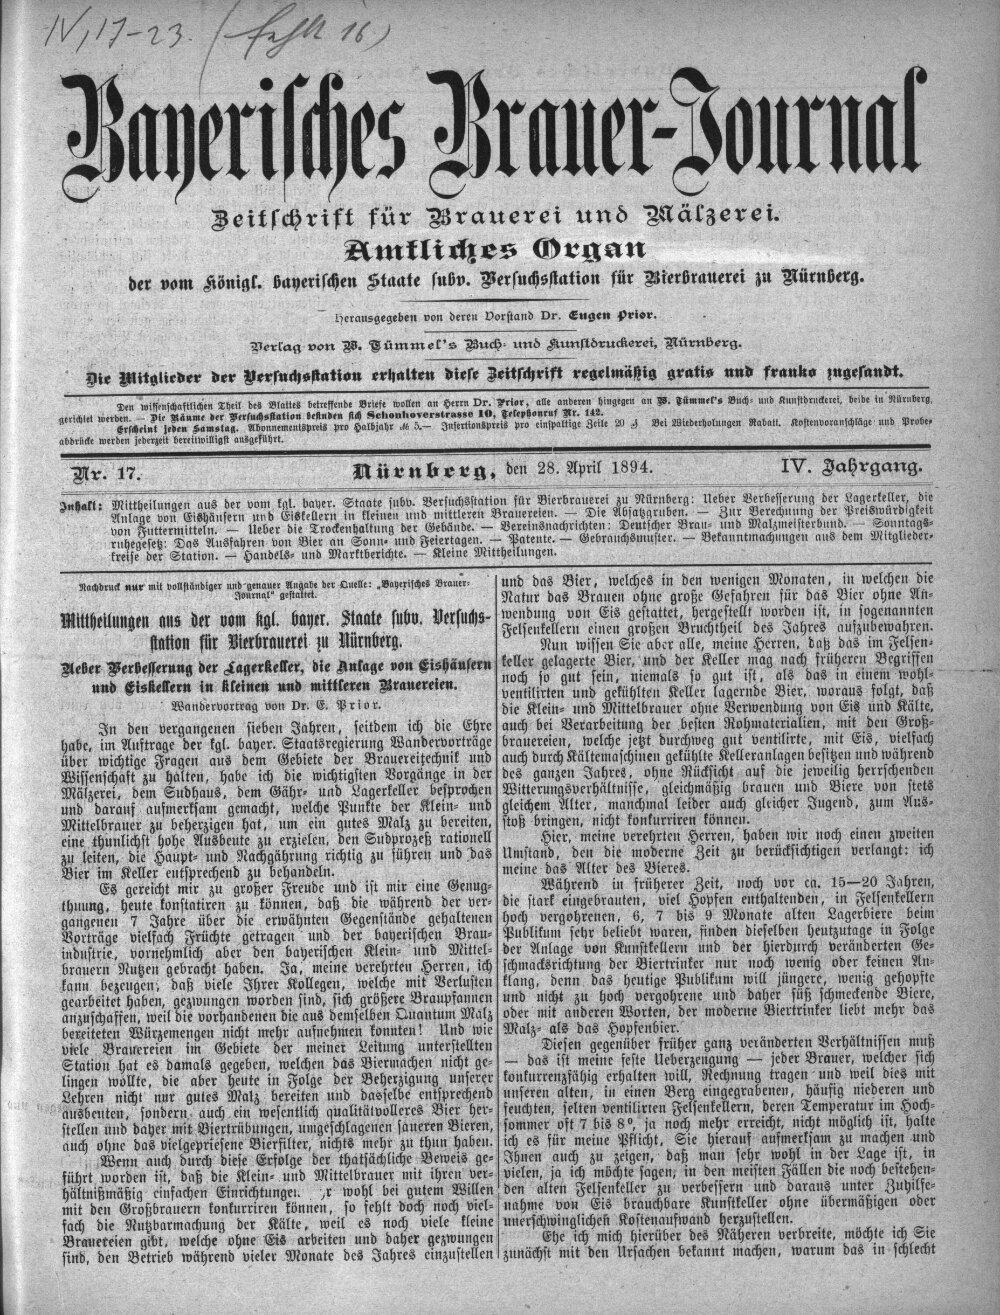 IV, 17-23. (fehlt 16)
Bayerisches Brauer-Journal
Zeitschrift für Brauerei und Mälzerei.
Amtliches Organ
der vom Königl. bayerischen Staate subv. Versuchsstation für Bierbrauerei zu Nürnberg.
Herausgegeben von deren Vorstand Dr. Eugen Prior.
Verlag von W. Tümmel's Buch- und Kunstdruckerei, Nürnberg.
Die Mitglieder der Versuchsstation erhalten diese Zeitschrift regelmäßig gratis und franko zugesandt.
Den wissenschaftlichen Theil des Blattes betreffende Briefe wollen an Herrn Dr. Prior, alle anderen hingegen an W. Tümmel's Buch- und Kunstdruckerei, beide in Nürnberg,
gerichtet werden. — Die Räume der Versuchsstation befinden sich Schonhoverstrasse 10, Telephonruf Nr. 142.
Erscheint jeden Samstag. Abonnementspreis pro Halbjahr ℳ 5.— Insertionspreis pro einspaltige Zeile 20 ₰ Bei Wiederholungen Rabatt. Kostenvoranschläge und Probe-
abdrücke werden jederzeit bereitwilligst ausgeführt.
Nr. 17. Nürnberg, den 28. April 1894. IV. Jahrgang.
Inhalt: Mittheilungen aus der vom kgl. bayer. Staate subv. Versuchsstation für Bierbrauerei zu Nürnberg: Ueber Verbesserung der Lagerkeller, die
Anlage von Eishäusern und Eiskellern in kleinen und mittleren Brauereien. — Die Absatzgruben. — Zur Berechnung der Preiswürdigkeit
von Futtermitteln. — Ueber die Trockenhaltung der Gebäude. — Vereinsnachrichten: Deutscher Brau- und Malzmeisterbund. — Sonntags-
ruhegesetz: Das Ausfahren von Bier an Sonn- und Feiertagen. — Patente. — Gebrauchsmuster. — Bekanntmachungen aus dem Mitglieder-
kreise der Station. — Handels- und Marktberichte. — Kleine Mittheilungen.
Nachdruck nur mit vollständiger und genauer Angabe der Quelle: „Bayerisches Brauer-
Journal" gestattet.
Mittheilungen aus der vom kgl. bayer. Staate subv. Versuchs-
station für Bierbrauerei zu Nürnberg.
Ueber Verbesserung der Lagerkeller, die Anlage von Eishäusern
und Eiskellern in kleinen und mittleren Brauereien.
Wandervortrag von Dr. E. Prior.
In den vergangenen sieben Jahren, seitdem ich die Ehre
habe, im Auftrage der kgl. bayer. Staatsregierung Wandervorträge
über wichtige Fragen aus dem Gebiete der Brauereitechnik und
Wissenschaft zu halten, habe ich die wichtigsten Vorgänge in der
Mälzerei, dem Sudhaus, dem Gähr- und Lagerkeller besprochen
und darauf aufmerksam gemacht, welche Punkte der Klein- und
Mittelbrauer zu beherzigen hat, um ein gutes Malz zu bereiten,
eine thunlichst hohe Ausbeute zu erzielen, den Sudprozeß rationell
zu leiten, die Haupt- und Nachgährung richtig zu führen und das
Bier im Keller entsprechend zu behandeln.
Es gereicht mir zu großer Freude und ist mir eine Genug-
thuung, heute konstatiren zu können, daß die während der ver-
gangenen 7 Jahre über die erwähnten Gegenstände gehaltenen
Vorträge vielfach Früchte getragen und der bayerischen Brau-
industrie, vornehmlich aber den bayerischen Klein- und Mittel-
brauern Nutzen gebracht haben. Ja, meine verehrten Herren, ich
kann bezeugen, daß viele Ihrer Kollegen, welche mit Verlusten
gearbeitet haben, gezwungen worden sind, sich größere Braupfannen
anzuschaffen, weil die vorhandenen die aus demselben Quantum Malz
bereiteten Würzemengen nicht mehr aufnehmen konnten! Und wie
viele Brauereien im Gebiete der meiner Leitung unterstellten
Station hat es damals gegeben, welchen das Biermachen nicht ge-
lingen wollte, die aber heute in Folge der Beherzigung unserer
Lehren nicht nur gutes Malz bereiten und dasselbe entsprechend
ausbeuten, sondern auch ein wesentlich qualitätvolleres Bier her-
stellen und daher mit Biertrübungen, umgeschlagenen säueren Bieren,
auch ohne das vielgepriesene Bierfilter, nichts mehr zu thun haben.
Wenn auch durch diese Erfolge der thatsächliche Beweis ge-
führt worden ist, daß die Klein- und Mittelbrauer mit ihren ver-
hältnißmäßig einfachen Einrichtungen wohl bei gutem Willen
mit den Großbrauern konkurriren können, so fehlt doch noch viel-
fach die Nutzbarmachung der Kälte, weil es noch viele kleine
Brauereien gibt, welche ohne Eis arbeiten und daher gezwungen
sind, den Betrieb während vieler Monate des Jahres einzustellen
und das Bier, welches in den wenigen Monaten, in welchen die
Natur das Brauen ohne große Gefahren für das Bier ohne An-
wendung von Eis gestattet, hergestellt worden ist, in sogenannten
Felsenkellern einen großen Bruchtheil des Jahres aufzubewahren.
Nun wissen Sie aber alle, meine Herren, daß das im Felsen-
keller gelagerte Bier, und der Keller mag nach früheren Begriffen
noch so gut sein, niemals so gut ist, als das in einem wohl-
ventilirten und gekühlten Keller lagernde Bier, woraus folgt, daß
die Klein- und Mittelbrauer ohne Verwendung von Eis und Kälte,
auch bei Verarbeitung der besten Rohmaterialien, mit den Groß-
brauereien, welche jetzt durchweg gut ventilirte, mit Eis, vielfach
auch durch Kältemaschinen gekühlte Kelleranlagen besitzen und während
des ganzen Jahres, ohne Rücksicht auf die jeweilig herrschenden
Witterungsverhältnisse, gleichmäßig brauen und Biere von stets
gleichem Alter, manchmal leider auch gleicher Jugend, zum Aus-
stoß bringen, nicht konkurriren können.
Hier, meine verehrten Herren, haben wir noch einen zweiten
Umstand, den die moderne Zeit zu berücksichtigen verlangt: ich
meine das Alter des Bieres.
Während in früherer Zeit, noch vor ca. 15—20 Jahren,
die stark eingebrauten, viel Hopfen enthaltenden, in Felsenkellern
hoch vergohrenen, 6, 7 bis 9 Monate alten Lagerbiere beim
Publikum sehr beliebt waren, finden dieselben heutzutage in Folge
der Anlage von Kunstkellern und der hierdurch veränderten Ge-
schmacksrichtung der Biertrinker nur noch wenig oder keinen An-
klang, denn das heutige Publikum will jüngere, wenig gehopfte
und nicht zu hoch vergohrene und daher süß schmeckende Biere,
oder mit anderen Worten, der moderne Biertrinker liebt mehr das
Malz- als das Hopfenbier.
Diesen gegenüber früher ganz veränderten Verhältnissen muß
— das ist meine feste Ueberzeugung — jeder Brauer, welcher sich
konkurrenzfähig erhalten will, Rechnung tragen und weil dies mit
unseren alten, in einen Berg eingegrabenen, häufig niederen und
feuchten, selten ventilirten Felsenkellern, deren Temperatur im Hoch-
sommer oft 7 bis 8°, ja noch mehr erreicht, nicht möglich ist, halte
ich es für meine Pflicht, Sie hierauf aufmerksam zu machen und
Ihnen auch zu zeigen, daß man sehr wohl in der Lage ist, in
vielen, ja ich möchte sagen, in den meisten Fällen die noch bestehen-
den alten Felsenkeller zu verbessern und daraus unter Zuhilfe-
nahme von Eis brauchbare Kunstkeller ohne übermäßigen oder
unerschwinglichen Kostenaufwand herzustellen.
Ehe ich mich hierüber des Näheren verbreite, möchte ich Sie
zunächst mit den Ursachen bekannt machen, warum das in schlecht